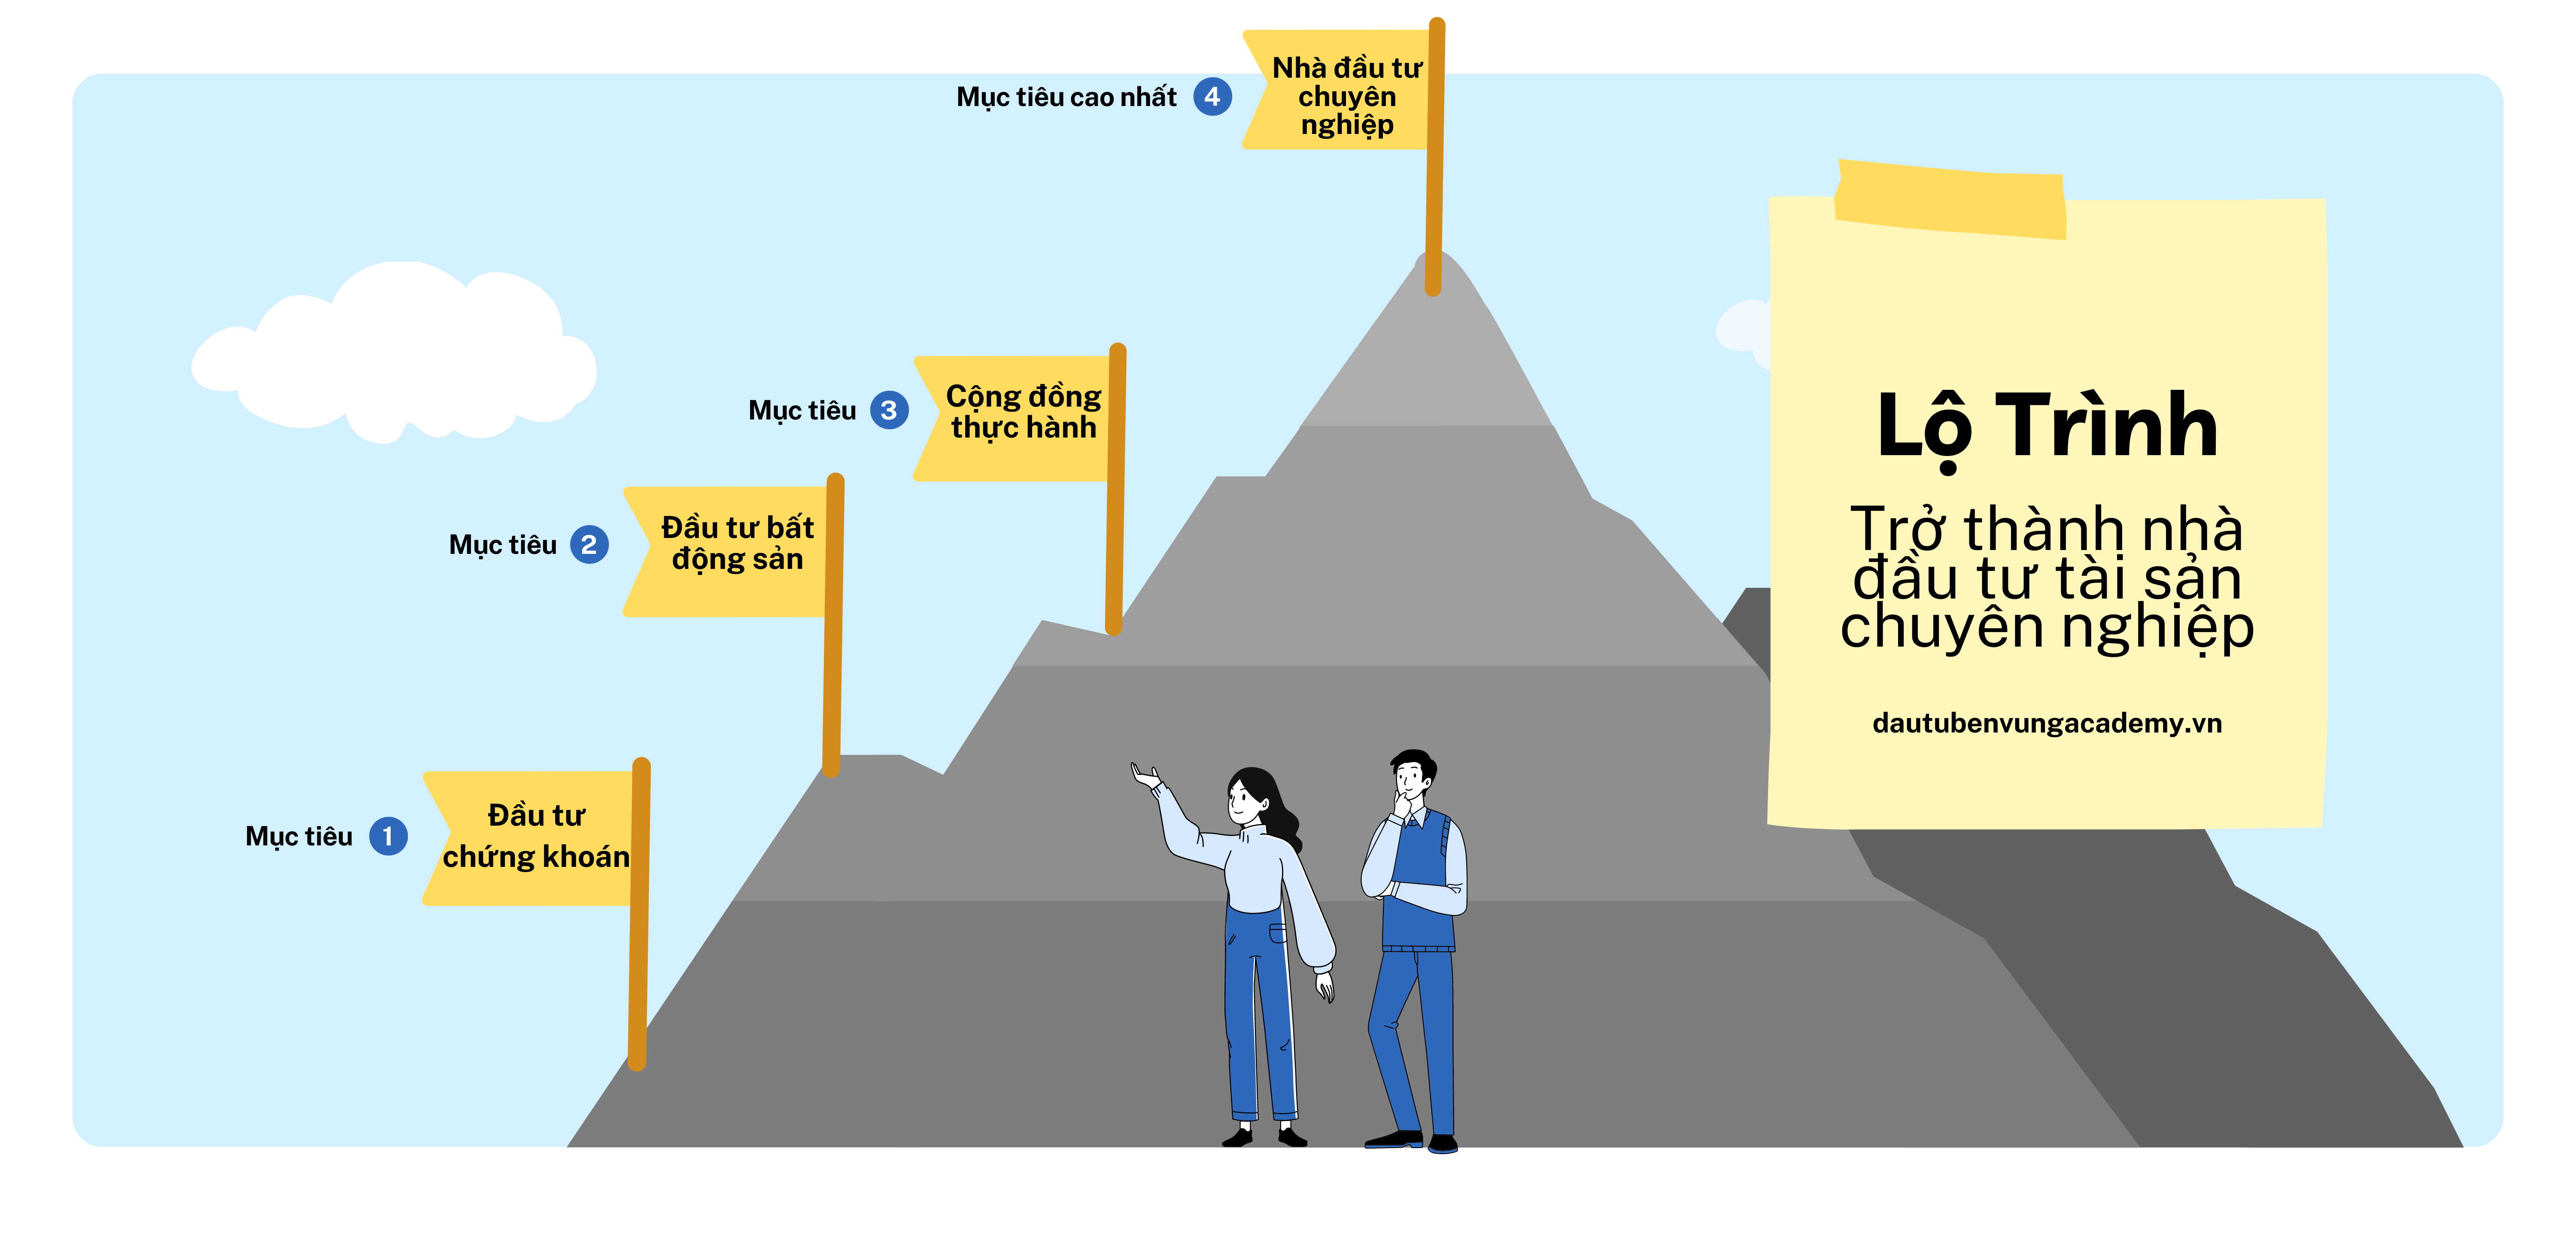 Nhà đầu tư
chuyên
nghiệp
Mục tiêu cao nhất 4
Cộng đồng
thực hành
Mục tiêu 3
Đầu tư bất
động sản
Mục tiêu 2
Đầu tư
chứng khoán
Mục tiêu 1
Lộ Trình
Trở thành nhà
đầu tư tài sản
chuyên nghiệp
dautubenvungacademy.vn